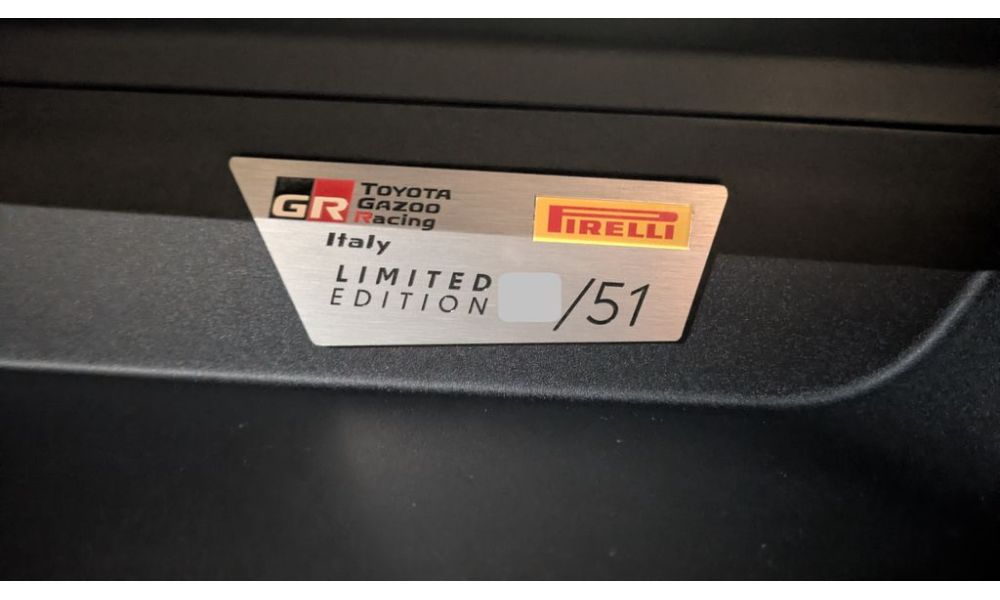 GR TOYOTA
GAZOO
Racing
Italy
PIRELLI
LIMITED
EDITION /51